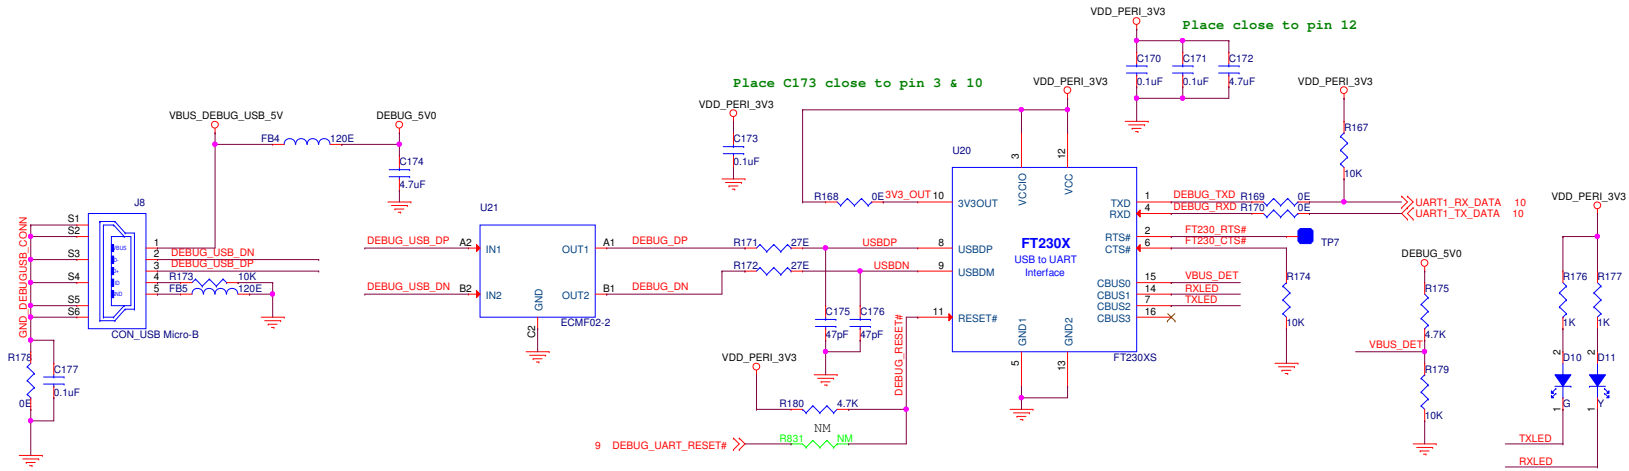 VDD_PERI_3V3
Place close to pin 12
C170
0.1uF
C171
0.1uF
C172
4.7uF
Place C173 close to pin 3 & 10
VDD_PERI_3V3
VDD_PERI_3V3
VDD_PERI_3V3
C173
0.1uF
R167
10K
VBUS_DEBUG_USB_5V
DEBUG_5V0
FB4
120E
C174
4.7uF
J8
S1
S2
S3
S4
S5
S6
GND_DEBUGUSB_CONN
VBUS
D-
D+
ID
GND
1
2
3
4
5
DEBUG_USB_DN
DEBUG_USB_DP
R173
10K
FB5
120E
CON_USB Micro-B
R178
0E
C177
0.1uF
U21
DEBUG_USB_DP
A2
IN1
OUT1
A1
DEBUG_DP
R171
27E
USBDP
DEBUG_USB_DN
B2
IN2
OUT2
B1
DEBUG_DN
R172
27E
USBDN
GND
C2
ECMF02-2
C175
47pF
C176
47pF
U20
3
VCCIO
12
VCC
R168
0E
3V3_OUT
10
3V3OUT
8
USBDP
9
USBDM
11
RESET#
FT230X
USB to UART
Interface
TXD
RXD
RTS#
CTS#
CBUS0
CBUS1
CBUS2
CBUS3
GND1
GND2
5
13
FT230XS
1
4
2
6
15
14
7
16
DEBUG_TXD
R169
0E
UART1_RX_DATA
10
DEBUG_RXD
R170
0E
UART1_TX_DATA
10
FT230_RTS#
TP7
FT230_CTS#
R174
10K
VBUS_DET
RXLED
TXLED
DEBUG_RESET#
VDD_PERI_3V3
R180
4.7K
NM
9
DEBUG_UART_RESET#
R831
NM
DEBUG_5V0
R175
4.7K
VBUS_DET
R179
10K
VDD_PERI_3V3
R176
1K
R177
1K
2
D10
G
1
2
D11
Y
1
TXLED
RXLED